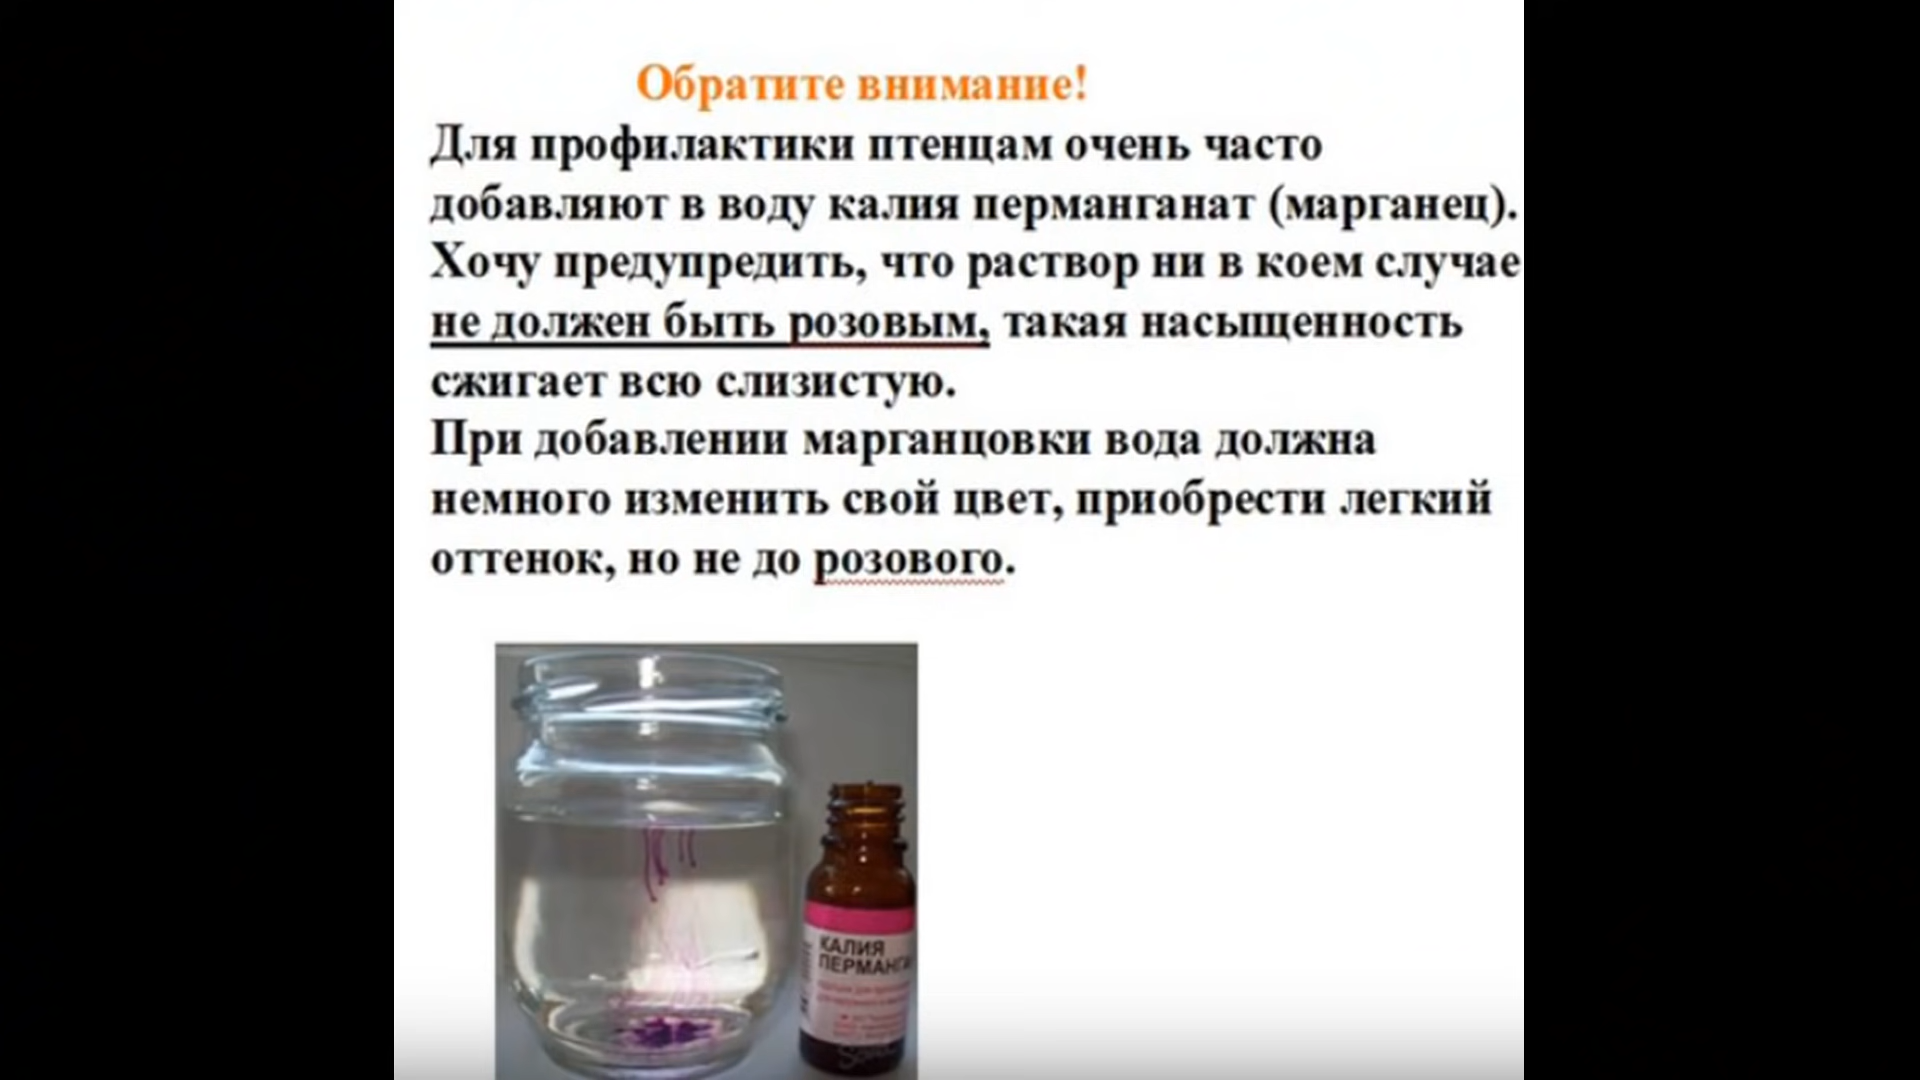 Обратите внимание!
Для профилактики птенцам очень часто
добавляют в воду калия перманганат (марганец).
Хочу предупредить, что раствор ни в коем случае
не должен быть розовым, такая насыщенность
сжигает всю слизистую.
При добавлении марганцовки вода должна
немного изменить свой цвет, приобрести легкий
оттенок, но не до розового.
КАЛИЯ